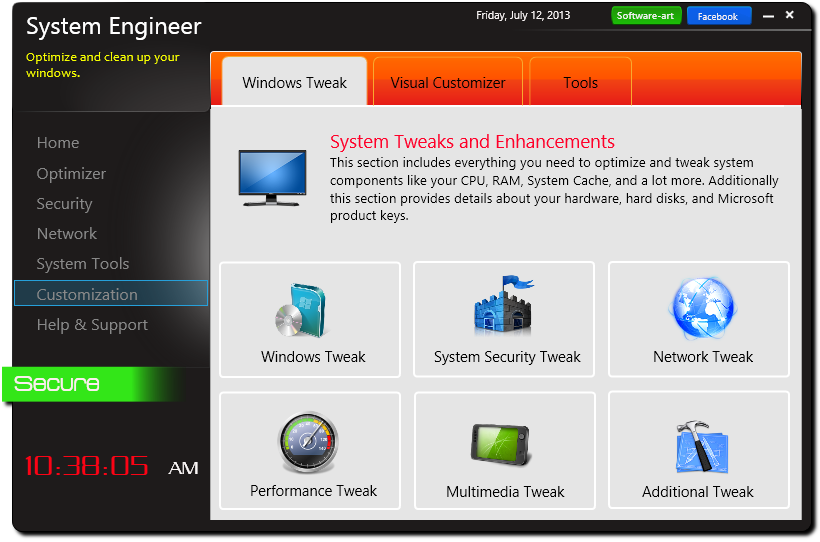 System Engineer
Friday, July 12, 2013
Software-art
Facebook
Optimize and clean up your
windows.
Windows Tweak
Visual Customizer
Tools
Home
Optimizer
Security
Network
System Tools
Customization
Help & Support
Secure
10:38:05 AM
System Tweaks and Enhancements
This section includes everything you need to optimize and tweak system
components like your CPU, RAM, System Cache, and a lot more. Additionally
this section provides details about your hardware, hard disks, and Microsoft
product keys.
Windows Tweak
System Security Tweak
Network Tweak
Performance Tweak
Multimedia Tweak
Additional Tweak